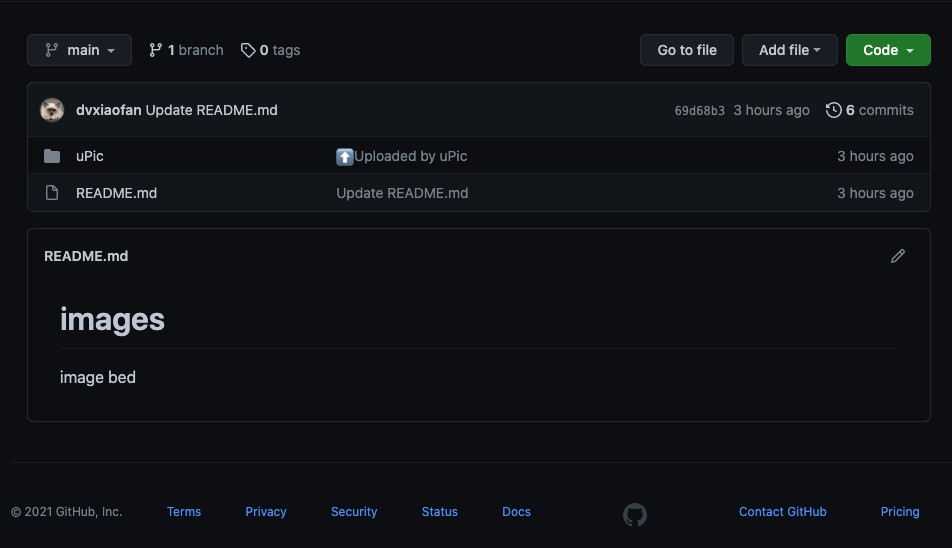 main 1 branch 0 tags Go to file Add file Code
dvxiaofan Update README.md 69d68b3 3 hours ago 6 commits
uPic Uploaded by uPic 3 hours ago
README.md Update README.md 3 hours ago
README.md
images
image bed
© 2021 GitHub, Inc. Terms Privacy Security Status Docs Contact GitHub Pricing